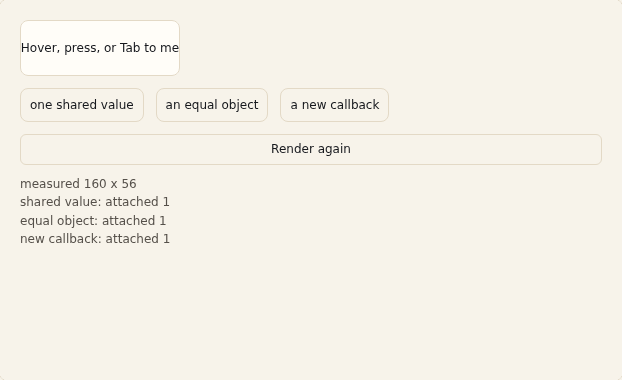 Hover, press, or Tab to me
one shared value
an equal object
a new callback
Render again
measured 160 x 56
shared value: attached 1
equal object: attached 1
new callback: attached 1